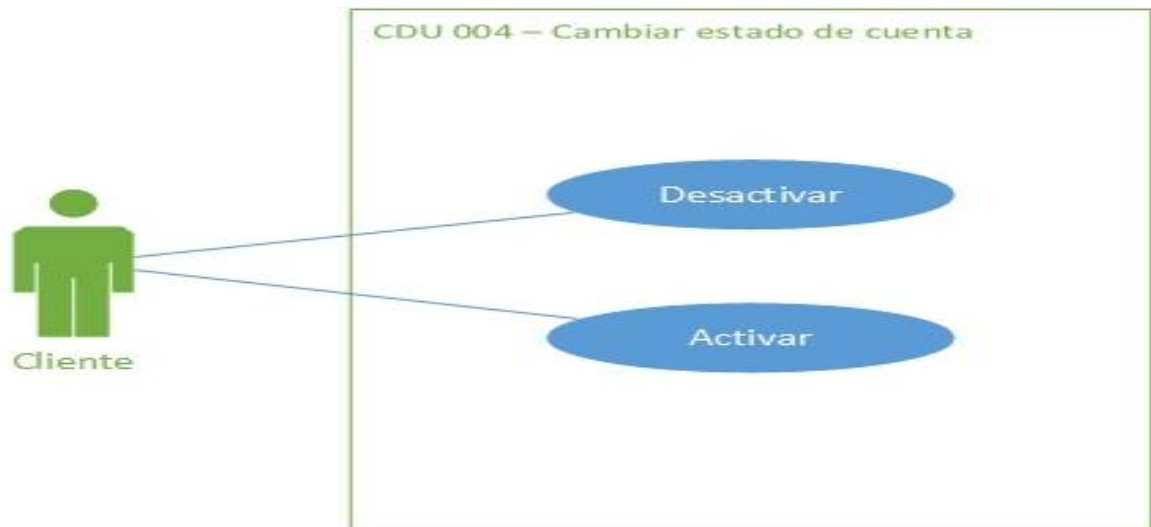 CDU 004 – Cambiar estado de cuenta
Desactivar
Activar
Cliente